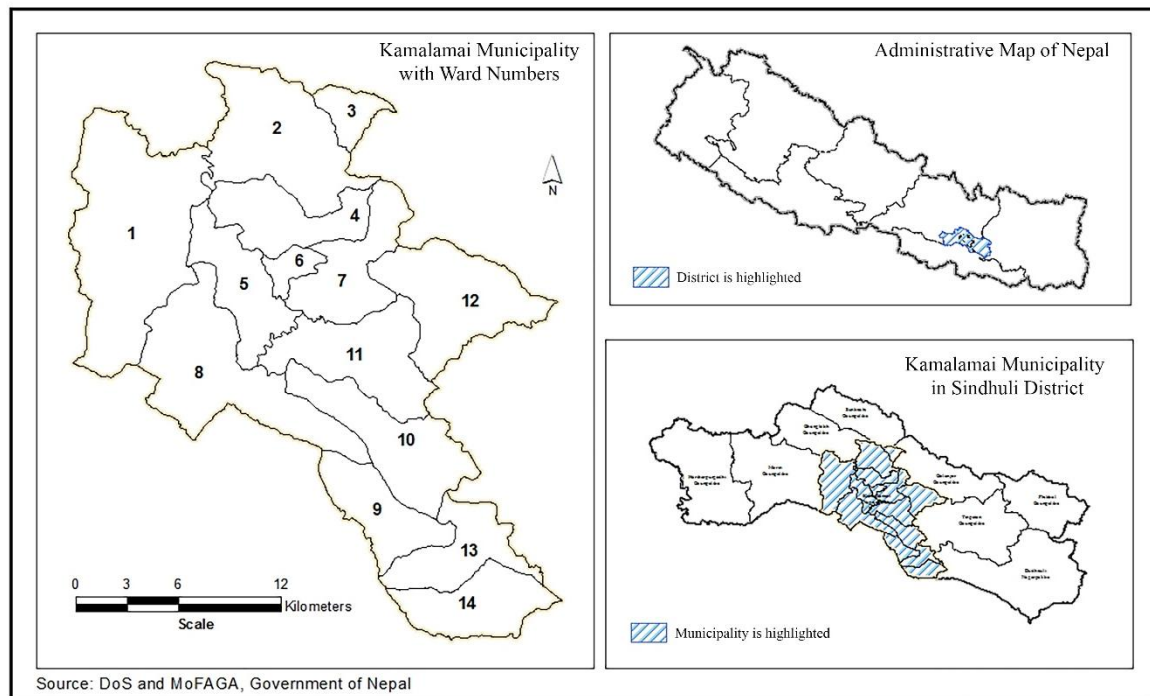 Kamalamai Municipality
with Ward Numbers
3
2
N
4
1
6
5
7
12
11
8
10
9
13
14
0 3 6 12
Kilometers
Scale
Administrative Map of Nepal
District is highlighted
Kamalamai Municipality
in Sindhuli District
Municipality is highlighted
Source: DoS and MoFAGA, Government of Nepal